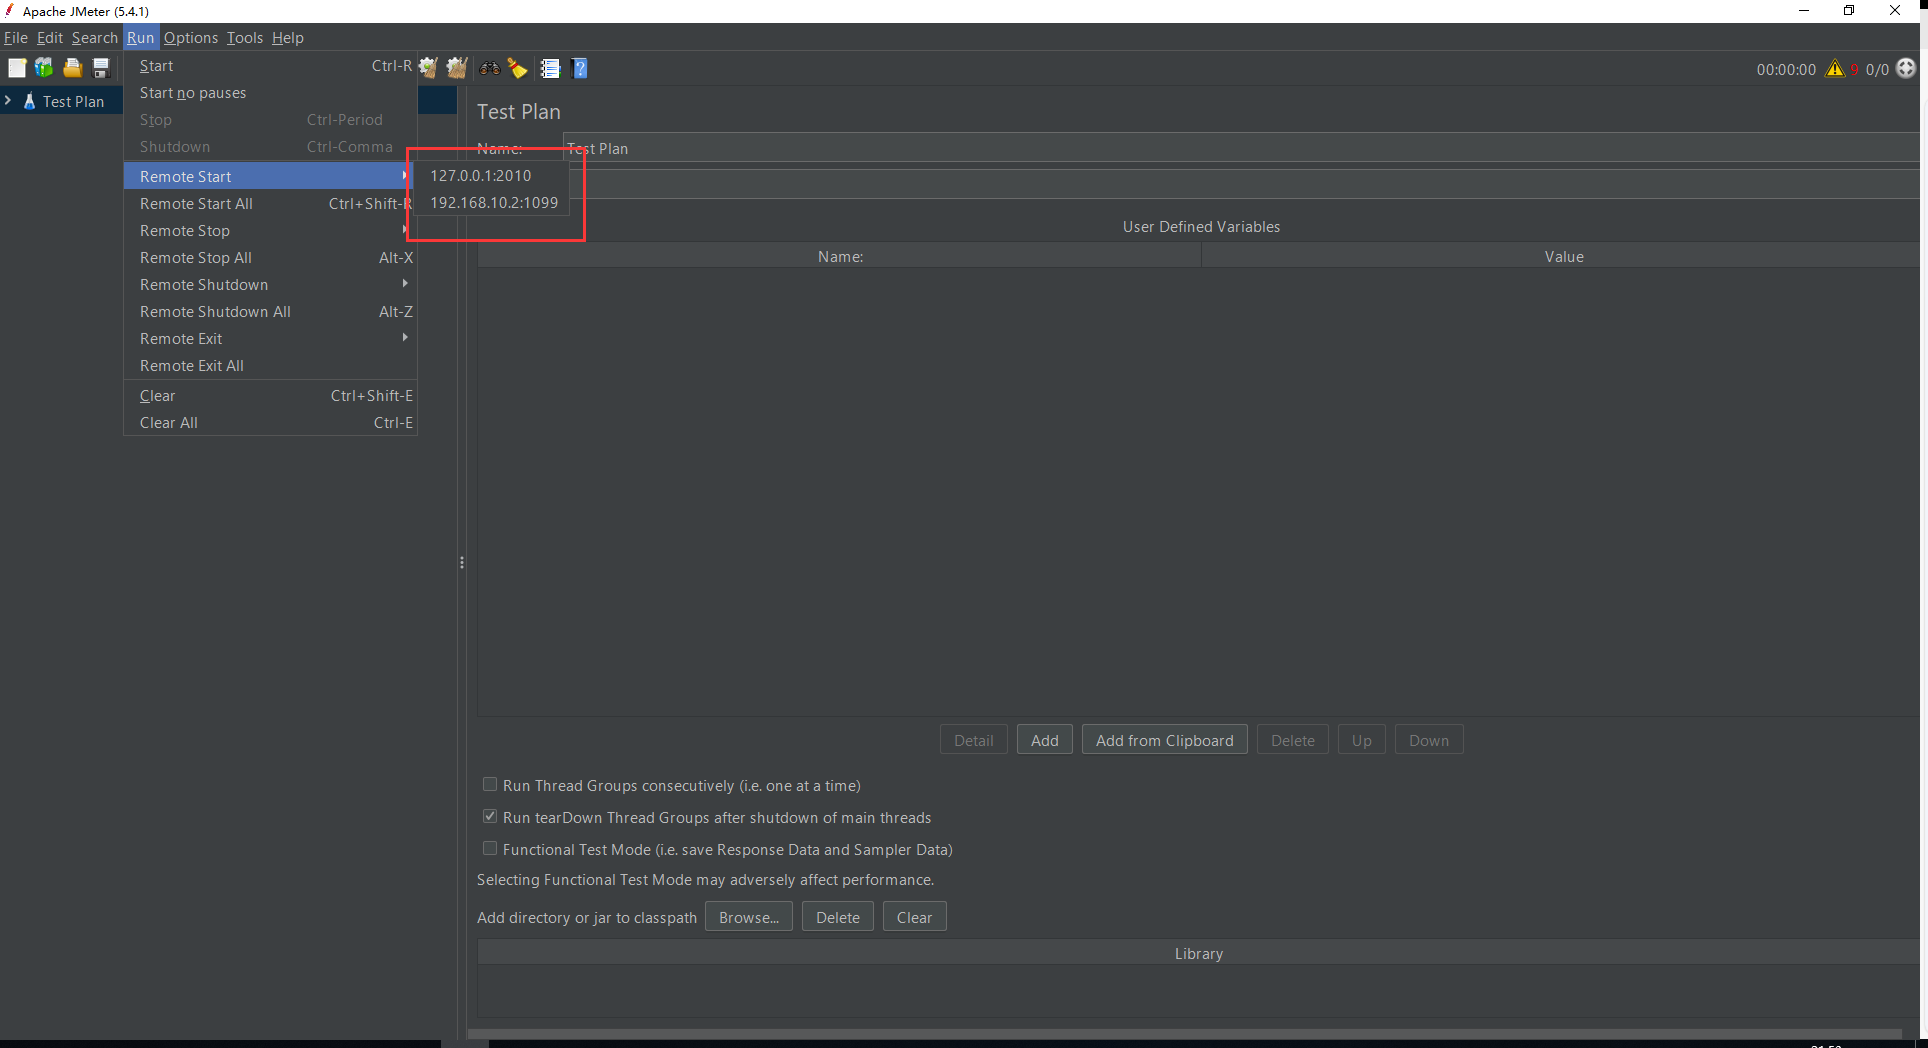 Apache JMeter (5.4.1)
File Edit Search Run Options Tools Help
00:00:00 9 0/0
Test Plan
Start Ctrl-R
Start no pauses
Stop Ctrl-Period
Shutdown Ctrl-Comma
Remote Start
Remote Start All Ctrl+Shift-R
Remote Stop
Remote Stop All Alt-X
Remote Shutdown
Remote Shutdown All Alt-Z
Remote Exit
Remote Exit All
Clear Ctrl+Shift-E
Clear All Ctrl-E
127.0.0.1:2010
192.168.10.2:1099
Test Plan
Name: Test Plan
User Defined Variables
Name: Value
Detail Add Add from Clipboard Delete Up Down
Run Thread Groups consecutively (i.e. one at a time)
Run tearDown Thread Groups after shutdown of main threads
Functional Test Mode (i.e. save Response Data and Sampler Data)
Selecting Functional Test Mode may adversely affect performance.
Add directory or jar to classpath Browse... Delete Clear
Library